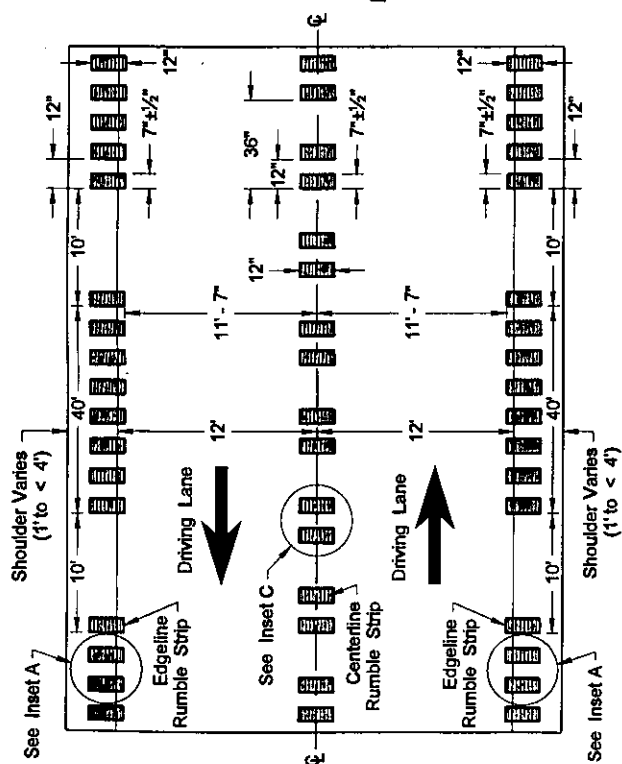 ℄
12"
12"
7"±½"
36"
12"
7"±½"
12"
7"±½"
12"
10'
12"
10'
11' - 7"
11' - 7"
40'
12'
12'
40'
Shoulder Varies
(1' to < 4')
Driving Lane
Driving Lane
Shoulder Varies
(1' to < 4')
10'
See Inset C
10'
Edgeline
Rumble Strip
Centerline
Rumble Strip
Edgeline
Rumble Strip
See Inset A
℄
See Inset A